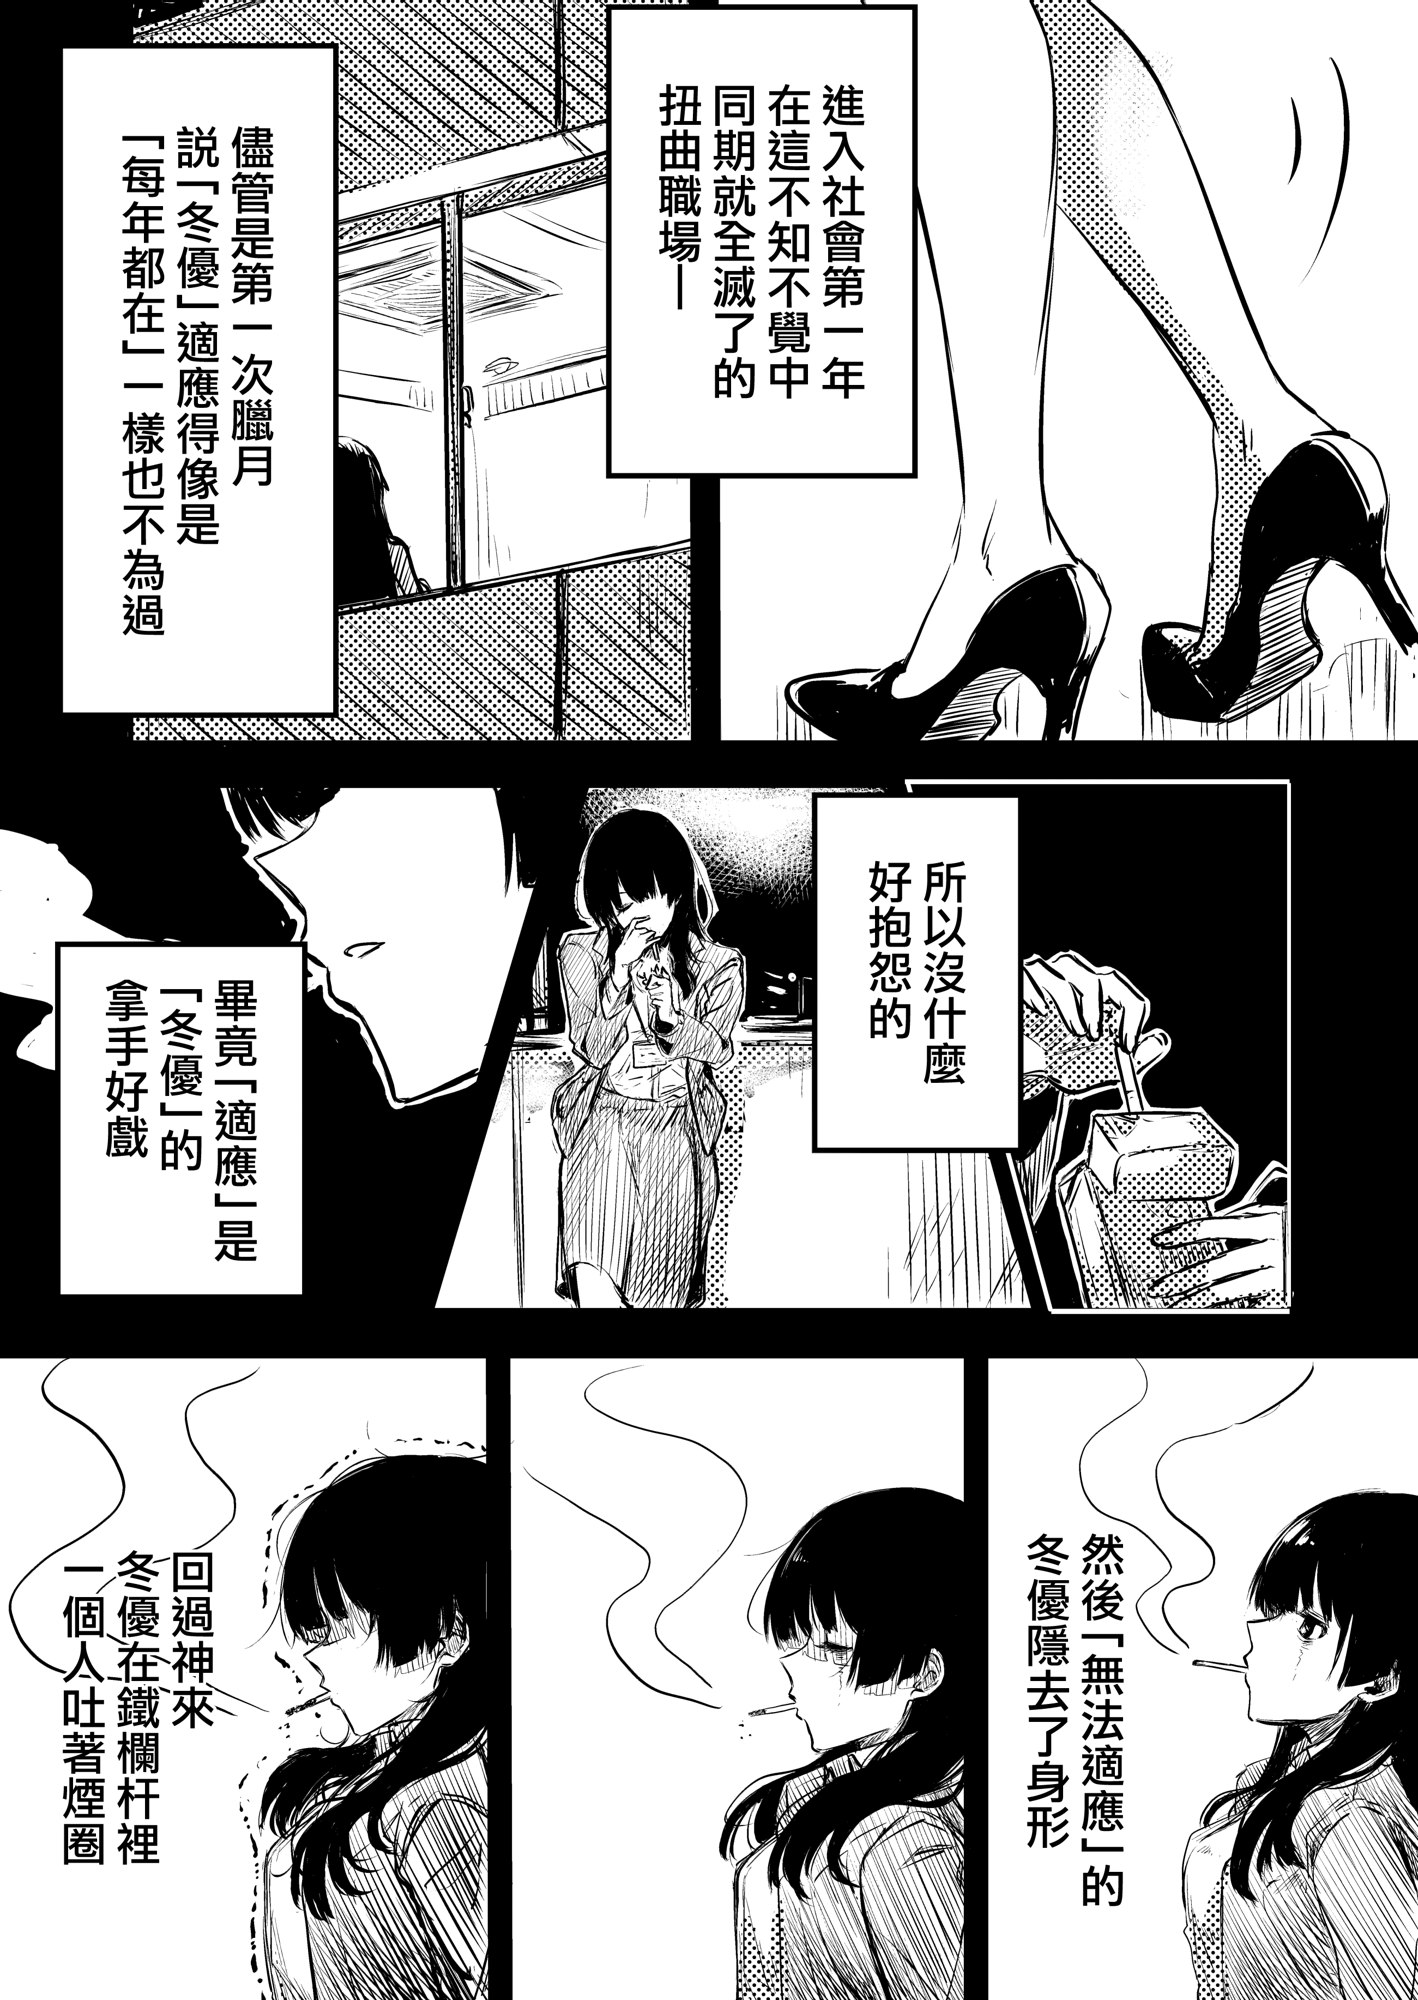 進入社會第一年
在這不知不覺中
同期就全滅了的
扭曲職場—
儘管是第一次臘月
説「冬優」適應得像是
「每年都在」一樣也不為過
所以沒什麼
好抱怨的
畢竟「適應」是
「冬優」的
拿手好戲
然後「無法適應」的
冬優隱去了身形
回過神來
冬優在鐵欄杆裡
一個人吐著煙圈